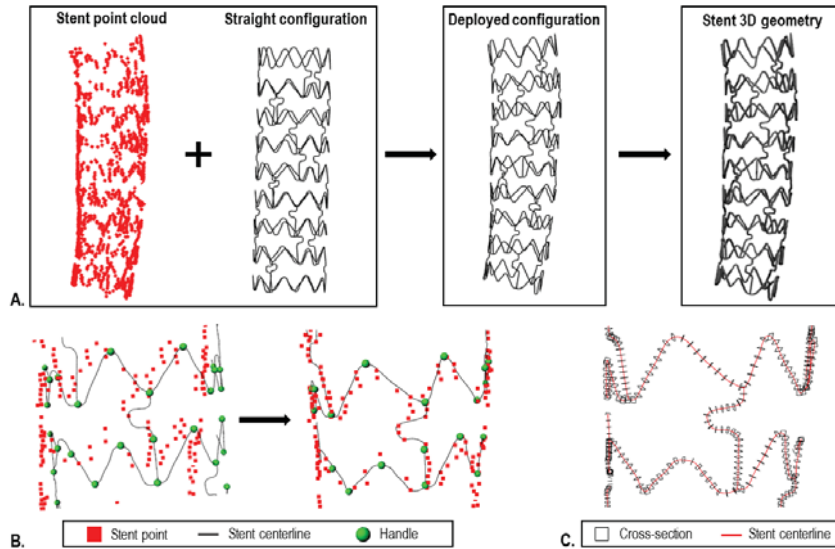 Stent point cloud
Straight configuration
Deployed configuration
Stent 3D geometry
A.
B.
Stent point
Stent centerline
Handle
C.
Cross-section
Stent centerline